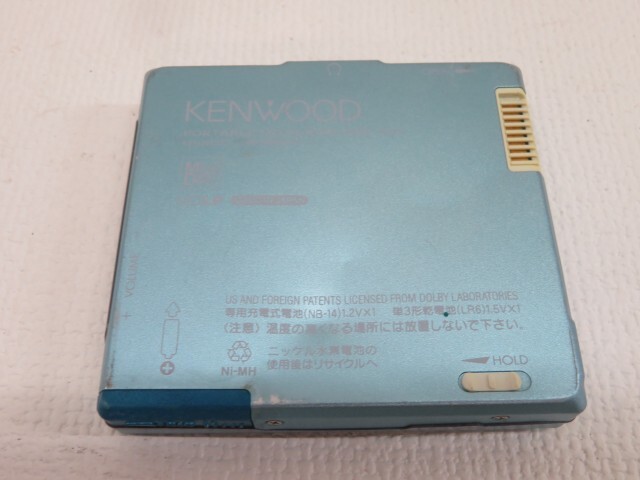 KENWOOD
VOLUME
US AND FOREIGN PATENTS LICENSED FROM DOLBY LABORATORIES
専用充電式電池(NB-14)1.2V×1 単3形乾電池(LR6)1.5V×1
(注意) 温度の高くなる場所には放置しないで下さい。
Ni-MH
ニッケル水素電池の
使用後はリサイクルへ
HOLD